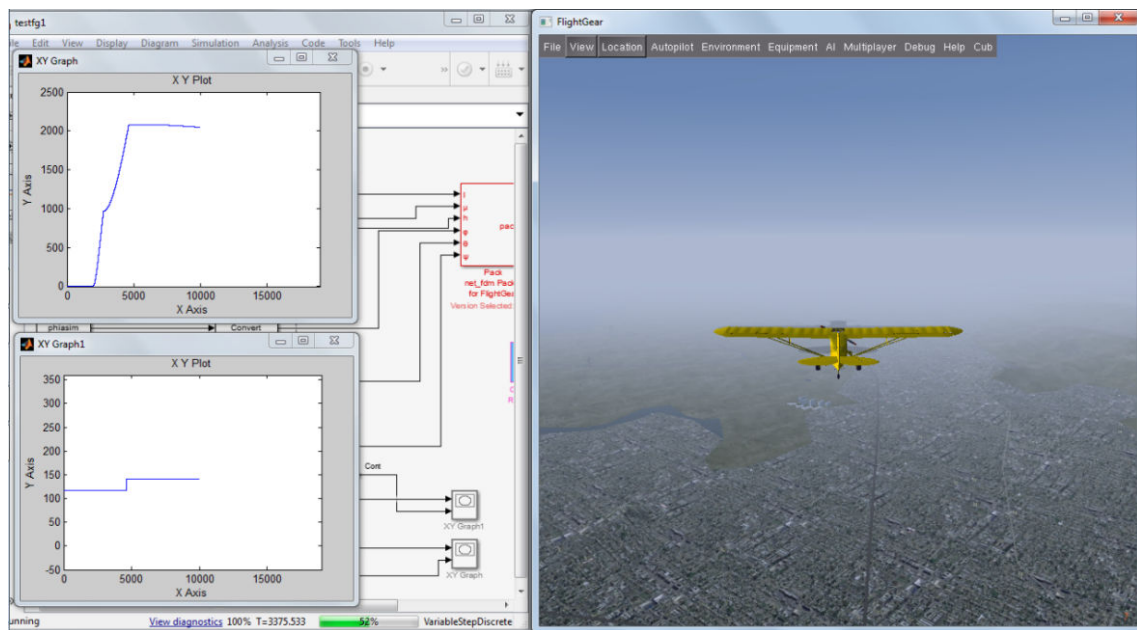 testfg1
File Edit View Display Diagram Simulation Analysis Code Tools Help
XY Graph
X Y Plot
2500
2000
1500
1000
500
0
Y Axis
0 5000 10000 15000
X Axis
phiasim
Convert
XY Graph1
X Y Plot
350
300
250
200
150
100
50
0
-50
Y Axis
0 5000 10000 15000
X Axis
l
μ
h
φ
θ
ψ
pac
Pack
net_fdm Pack
for FlightGea
Version Selected:
Cont
XY Graph1
XY Graph
unning
View diagnostics 100% T=3375.533 52% VariableStepDiscrete
FlightGear
File View Location Autopilot Environment Equipment AI Multiplayer Debug Help Cub